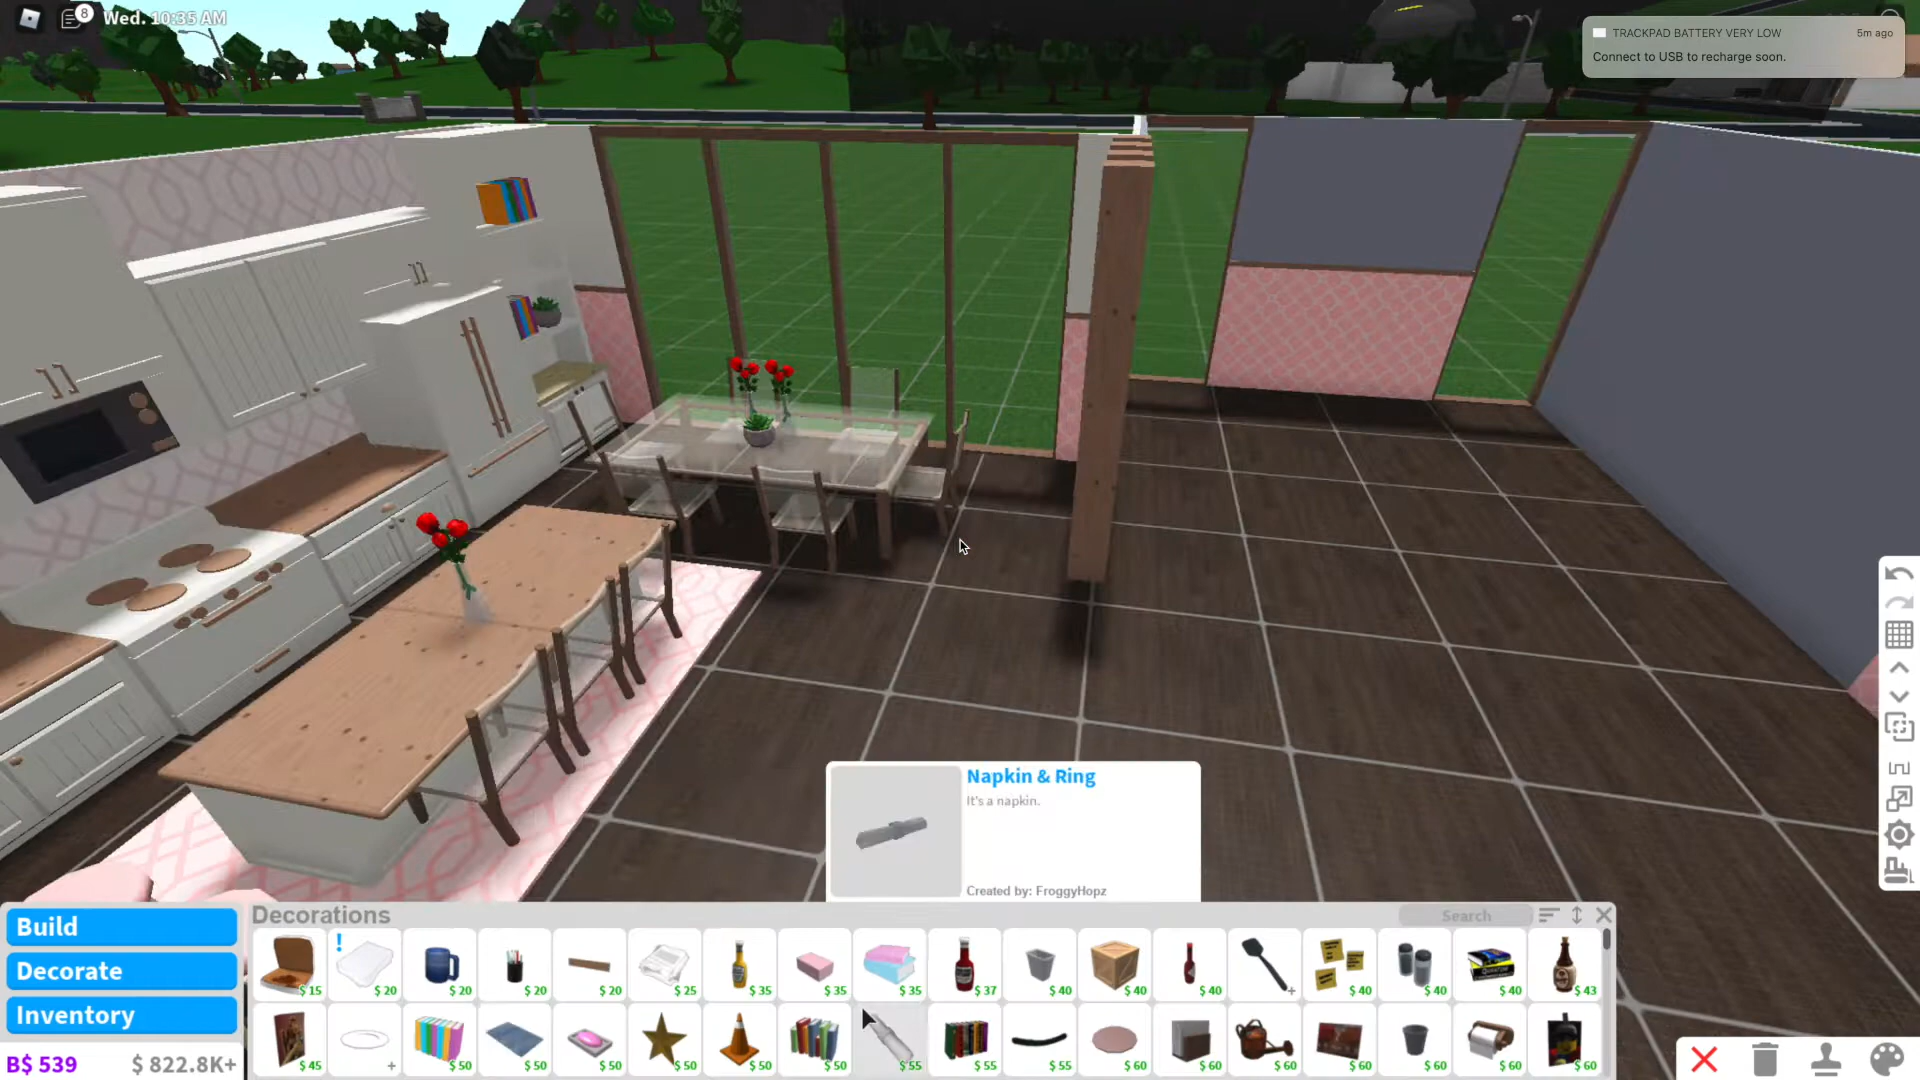 8 Wed. 10:35 AM
TRACKPAD BATTERY VERY LOW 5m ago
Connect to USB to recharge soon.
Napkin & Ring
It's a napkin.
Created by: FroggyHopz
Build
Decorate
Inventory
B$ 539 $ 822.8K+
Decorations Search
! $ 15 $ 20 $ 20 $ 20 $ 20 $ 25 $ 35 $ 35 $ 35 $ 37 $ 40 $ 40 $ 40 + $ 40 $ 40 $ 40 $ 43
$ 45 + $ 50 $ 50 $ 50 $ 50 $ 50 $ 50 $ 55 $ 55 $ 55 $ 60 $ 60 $ 60 $ 60 $ 60 $ 60 $ 60